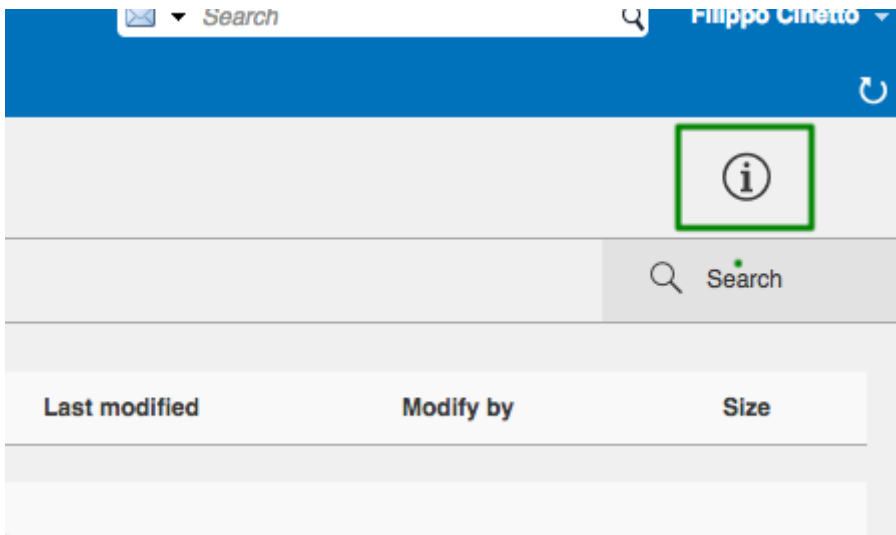 Search
Filippo Cinetto
Search
Last modified
Modify by
Size